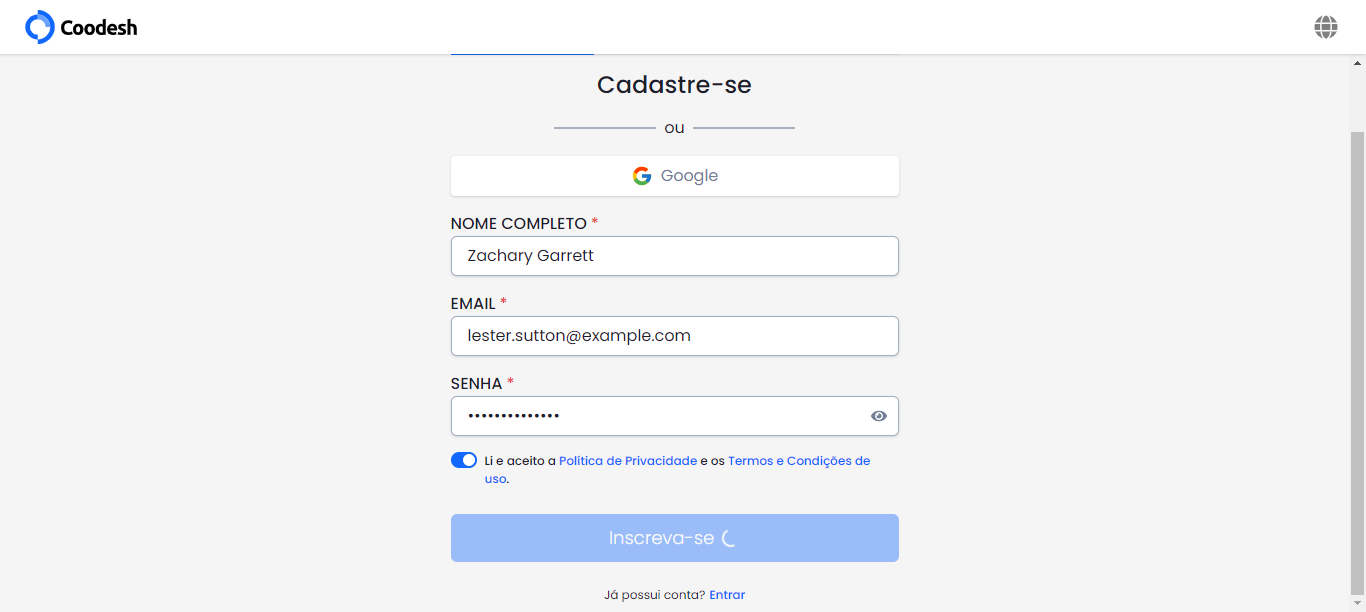 Coodesh
Cadastre-se
ou
Google
NOME COMPLETO *
Zachary Garrett
EMAIL *
lester.sutton@example.com
SENHA *
••••••••••••••
Li e aceito a Política de Privacidade e os Termos e Condições de
uso.
Inscreva-se
Já possui conta? Entrar